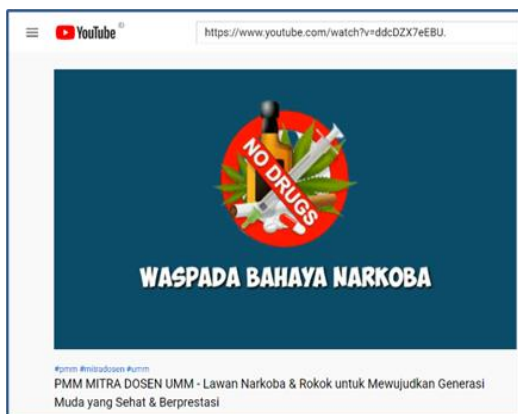 YouTube ID
https://www.youtube.com/watch?v=ddcDZX7eEBU.
NO DRUGS
WASPADA BAHAYA NARKOBA
#pmm #mitradosen #umm
PMM MITRA DOSEN UMM - Lawan Narkoba & Rokok untuk Mewujudkan Generasi
Muda yang Sehat & Berprestasi